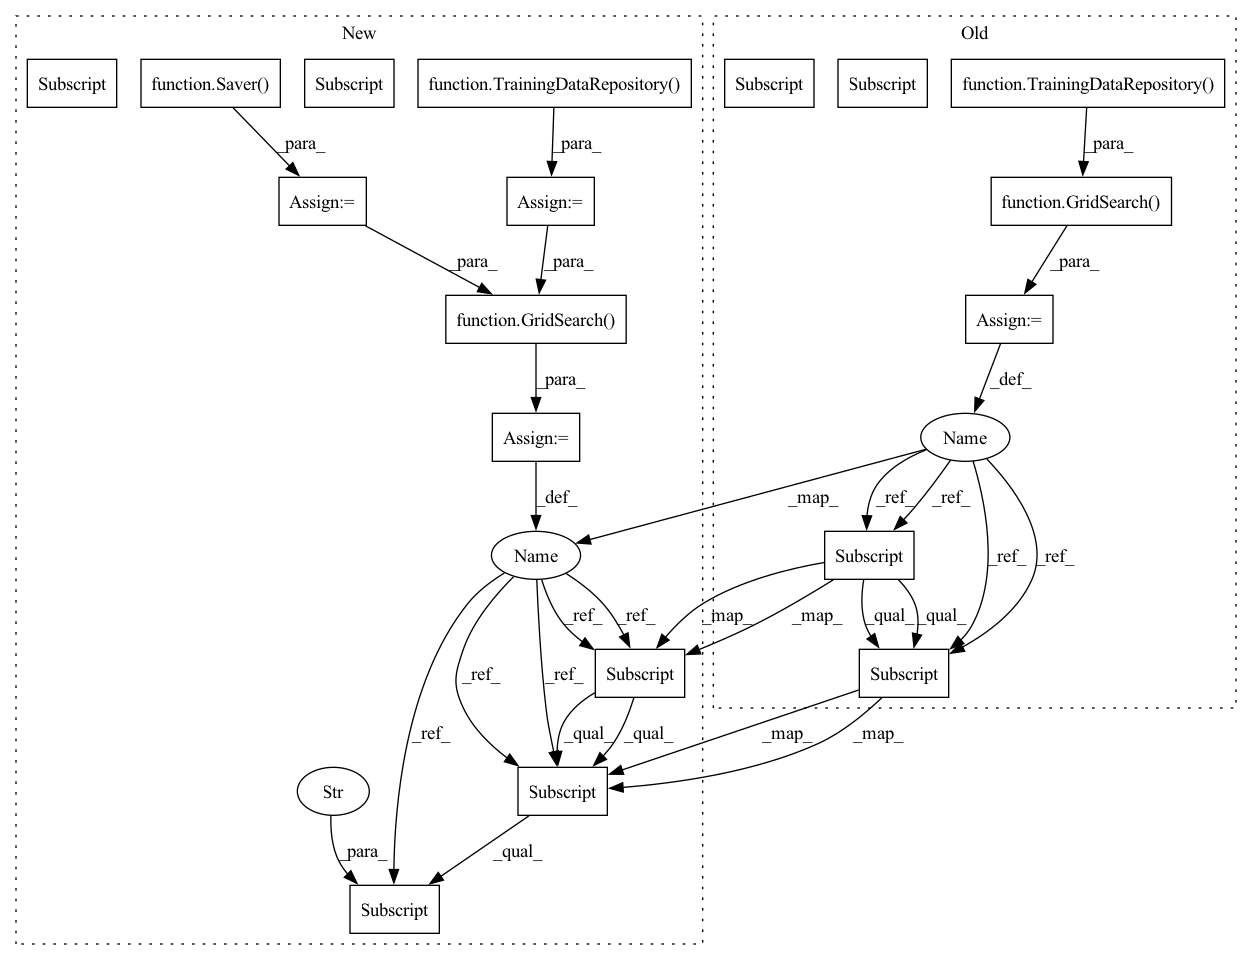 New
Old
Subscript
function.Saver()
Subscript
function.TrainingDataRepository()
Subscript
Subscript
function.TrainingDataRepository()
_para_
_para_
_para_
Assign:=
Assign:=
function.GridSearch()
_para_
_para_
_para_
function.GridSearch()
Assign:=
_para_
_def_
Assign:=
Name
_def_
_map_
_ref_
_ref_
Name
Subscript
_ref_
_ref_
_ref_
_ref_
_map_
_map_
_qual_
_qual_
_ref_
_ref_
Subscript
Subscript
_ref_
_qual_
_qual_
_map_
_map_
Str
Subscript
_para_
_qual_
Subscript